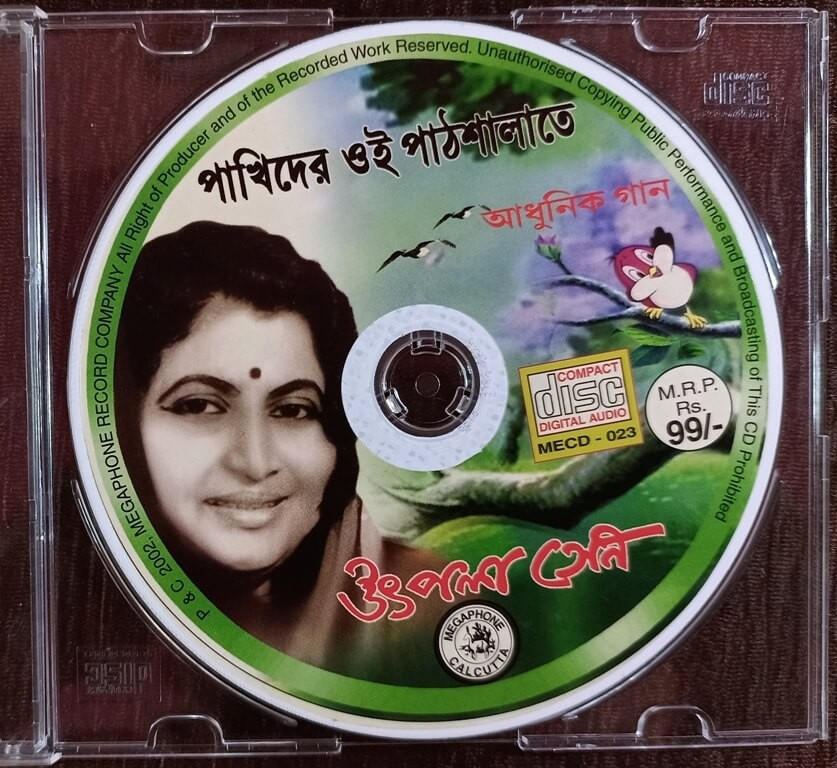 P & C 2002, MEGAPHONE RECORD COMPANY All Right of Producer and of the Recorded Work Reserved. Unauthorised Copying Public Performance and Broadcasting of This CD Prohibited
পাখিদের ওই পাঠশালাতে
আধুনিক গান
COMPACT
disc
DIGITAL AUDIO
MECD - 023
M.R.P.
Rs.
99/-
উৎপলা সেন
MEGAPHONE
CALCUTTA
COMPACT
disc